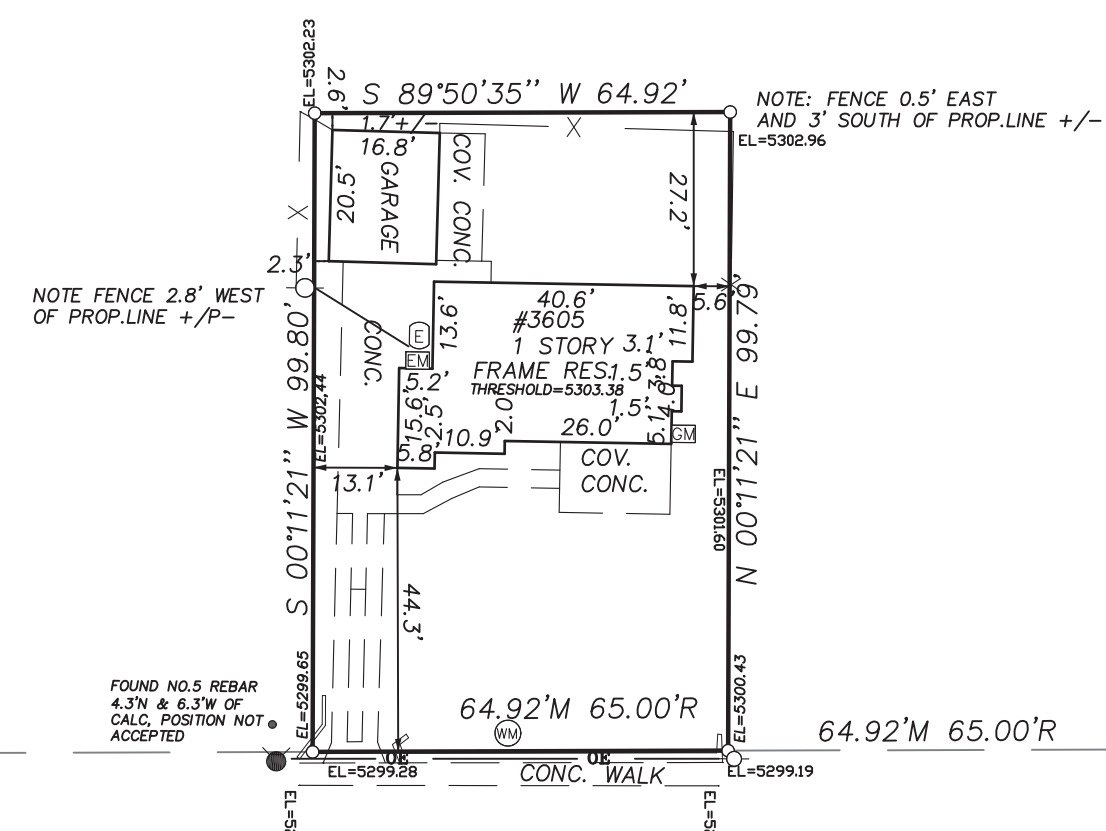 EL=5302.23
2.6'
S 89°50'35" W 64.92'
NOTE: FENCE 0.5' EAST
AND 3' SOUTH OF PROP.LINE +/-
EL=5302.96
1.7'+/-
16.8'
20.5'
GARAGE
COV. CONC.
X
X
27.2'
2.3'
NOTE FENCE 2.8' WEST
OF PROP.LINE +/P-
5.6'
40.6'
#3605
1 STORY
FRAME RES.
THRESHOLD=5303.38
13.6'
11.8'
3.1'
1.5'
3.8
4.0'
1.5'
5.1'
E
EM
GM
CONC.
5.2'
15.6'
2.5'
5.8'
10.9'
2.0'
26.0'
COV.
CONC.
S 00°11'21" W 99.80'
EL=5302.44
13.1'
N 00°11'21" E 99.79'
EL=5301.60
44.3'
FOUND NO.5 REBAR
4.3'N & 6.3'W OF
CALC, POSITION NOT
ACCEPTED
EL=5299.65
64.92'M 65.00'R
WM
EL=5300.43
64.92'M 65.00'R
OE
OE
EL=5299.28
CONC. WALK
EL=5299.19